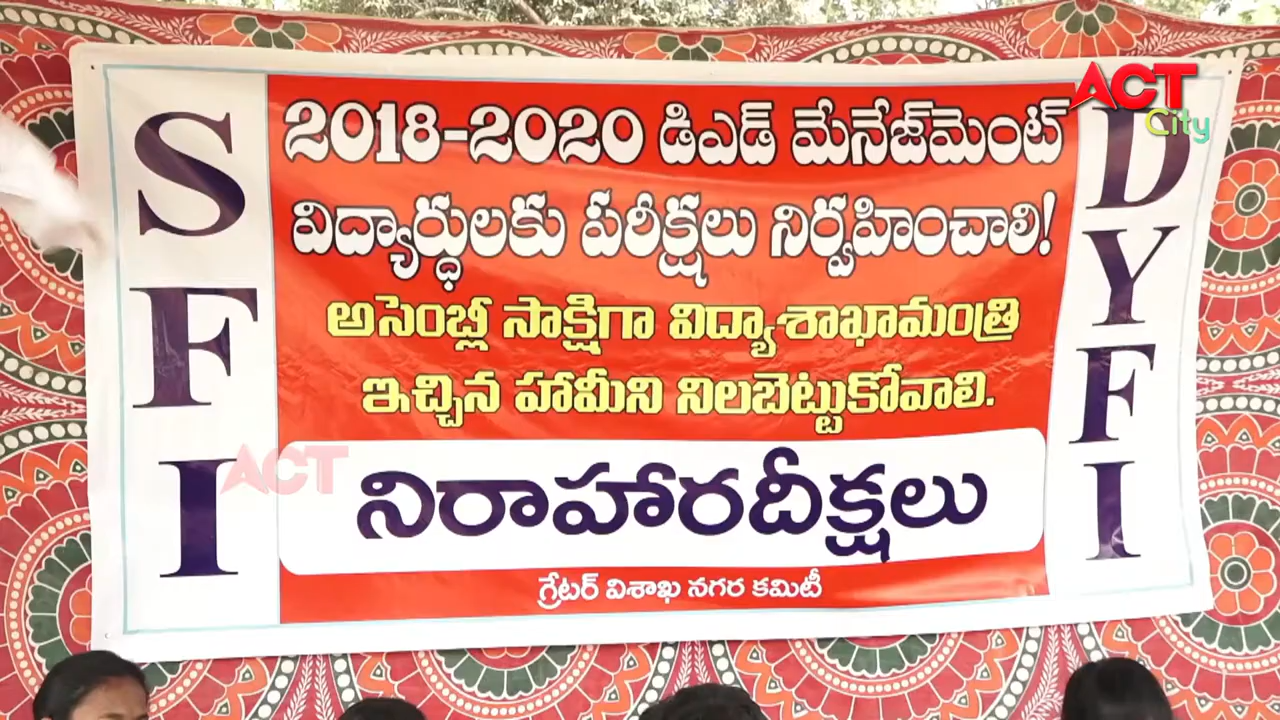 SFI
2018-2020 డిఎడ్ మేనేజ్‌మెంట్
విద్యార్ధులకు పరీక్షలు నిర్వహించాలి!
అసెంబ్లీ సాక్షిగా విద్యాశాఖామంత్రి
ఇచ్చిన హామీని నిలబెట్టుకోవాలి.
నిరాహారదీక్షలు
గ్రేటర్ విశాఖ నగర కమిటీ
DYFI
ACT
City
ACT